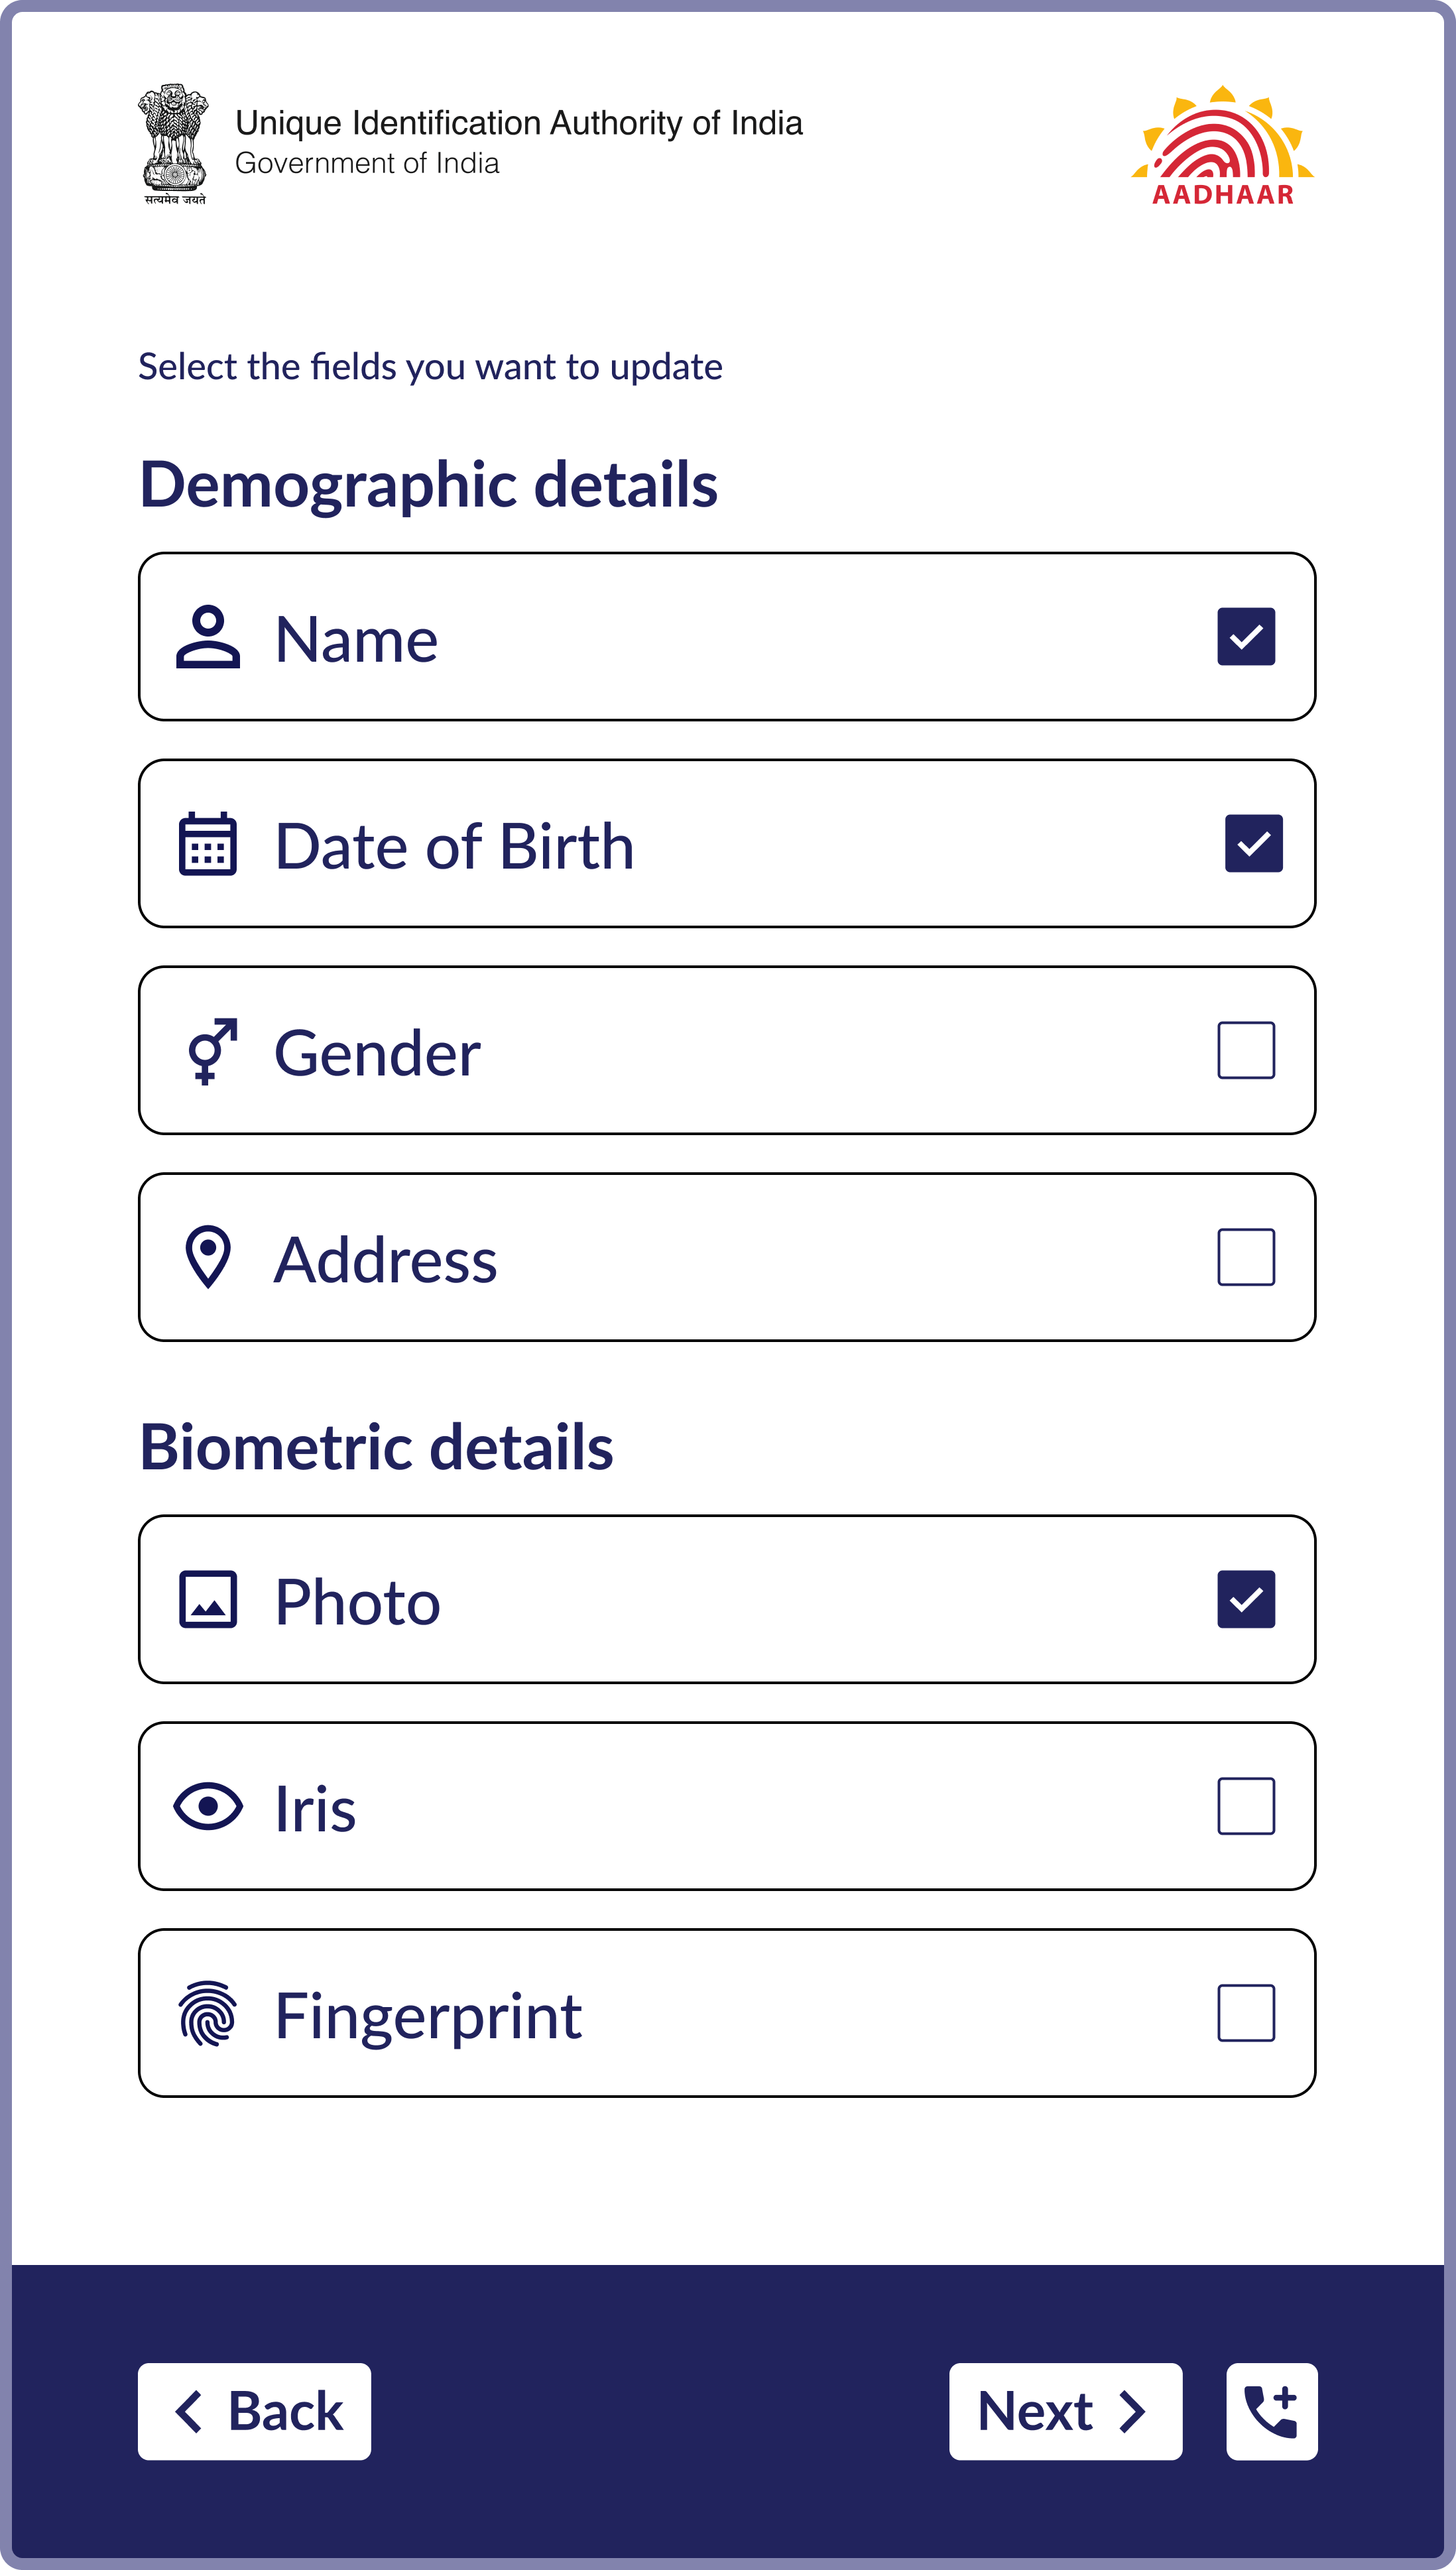 Unique Identification Authority of India
Government of India
सत्यमेव जयते
AADHAAR
Select the fields you want to update
Demographic details
Name
Date of Birth
Gender
Address
Biometric details
Photo
Iris
Fingerprint
Back
Next